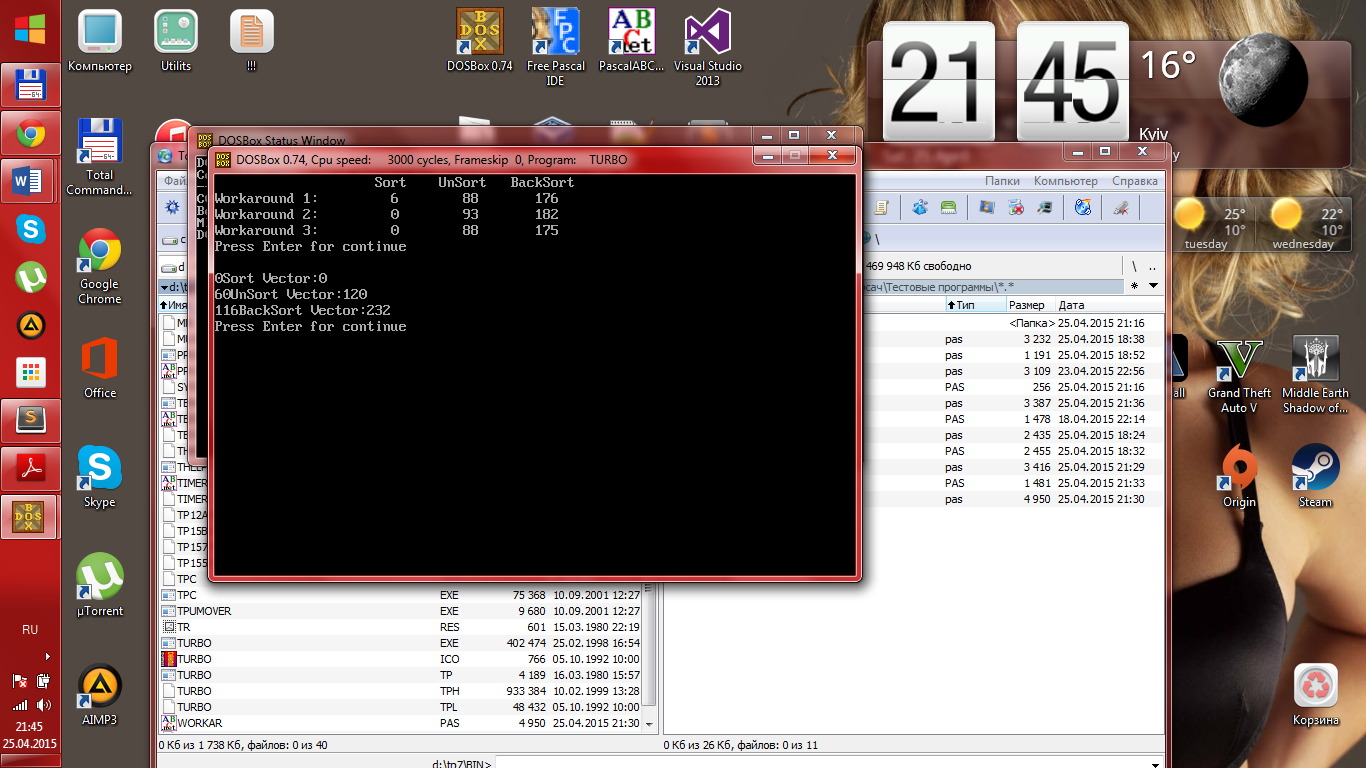 Компьютер
Utilits
!!!
DOSBox 0.74
Free Pascal IDE
PascalABC...
Visual Studio 2013
21 45
16°
Kyiv
25°
10°
tuesday
22°
10°
wednesday
Total Command...
Google Chrome
Office
Skype
µTorrent
AIMP3
DOSBox Status Window
DOSBox 0.74, Cpu speed: 3000 cycles, Frameskip 0, Program: TURBO
Sort UnSort BackSort
Workaround 1: 6 88 176
Workaround 2: 0 93 182
Workaround 3: 0 88 175
Press Enter for continue
0Sort Vector:0
60UnSort Vector:120
116BackSort Vector:232
Press Enter for continue
Папки Компьютер Справка
469 948 Кб свободно
\ ..
\Тестовые программы\*.*
Тип Размер Дата
<Папка> 25.04.2015 21:16
pas 3 232 25.04.2015 18:38
pas 1 191 25.04.2015 18:52
pas 3 109 23.04.2015 22:56
PAS 256 25.04.2015 21:16
pas 3 387 25.04.2015 21:36
PAS 1 478 18.04.2015 22:14
pas 2 435 25.04.2015 18:24
PAS 2 455 25.04.2015 18:32
pas 3 416 25.04.2015 21:29
PAS 1 481 25.04.2015 21:33
pas 4 950 25.04.2015 21:30
TIMER
TIMER
TPC
TPC EXE 75 368 10.09.2001 12:27
TPUMOVER EXE 9 680 10.09.2001 12:27
TR RES 601 15.03.1980 22:19
TURBO EXE 402 474 25.02.1998 16:54
TURBO ICO 766 05.10.1992 10:00
TURBO TP 4 189 16.03.1980 15:57
TURBO TPH 933 384 10.02.1999 13:28
TURBO TPL 48 432 05.10.1992 10:00
WORKAR PAS 4 950 25.04.2015 21:30
0 Кб из 1 738 Кб, файлов: 0 из 40
0 Кб из 26 Кб, файлов: 0 из 11
d:\tp7\BIN>
Grand Theft Auto V
Middle Earth Shadow of...
Origin
Steam
Корзина
RU
21:45
25.04.2015